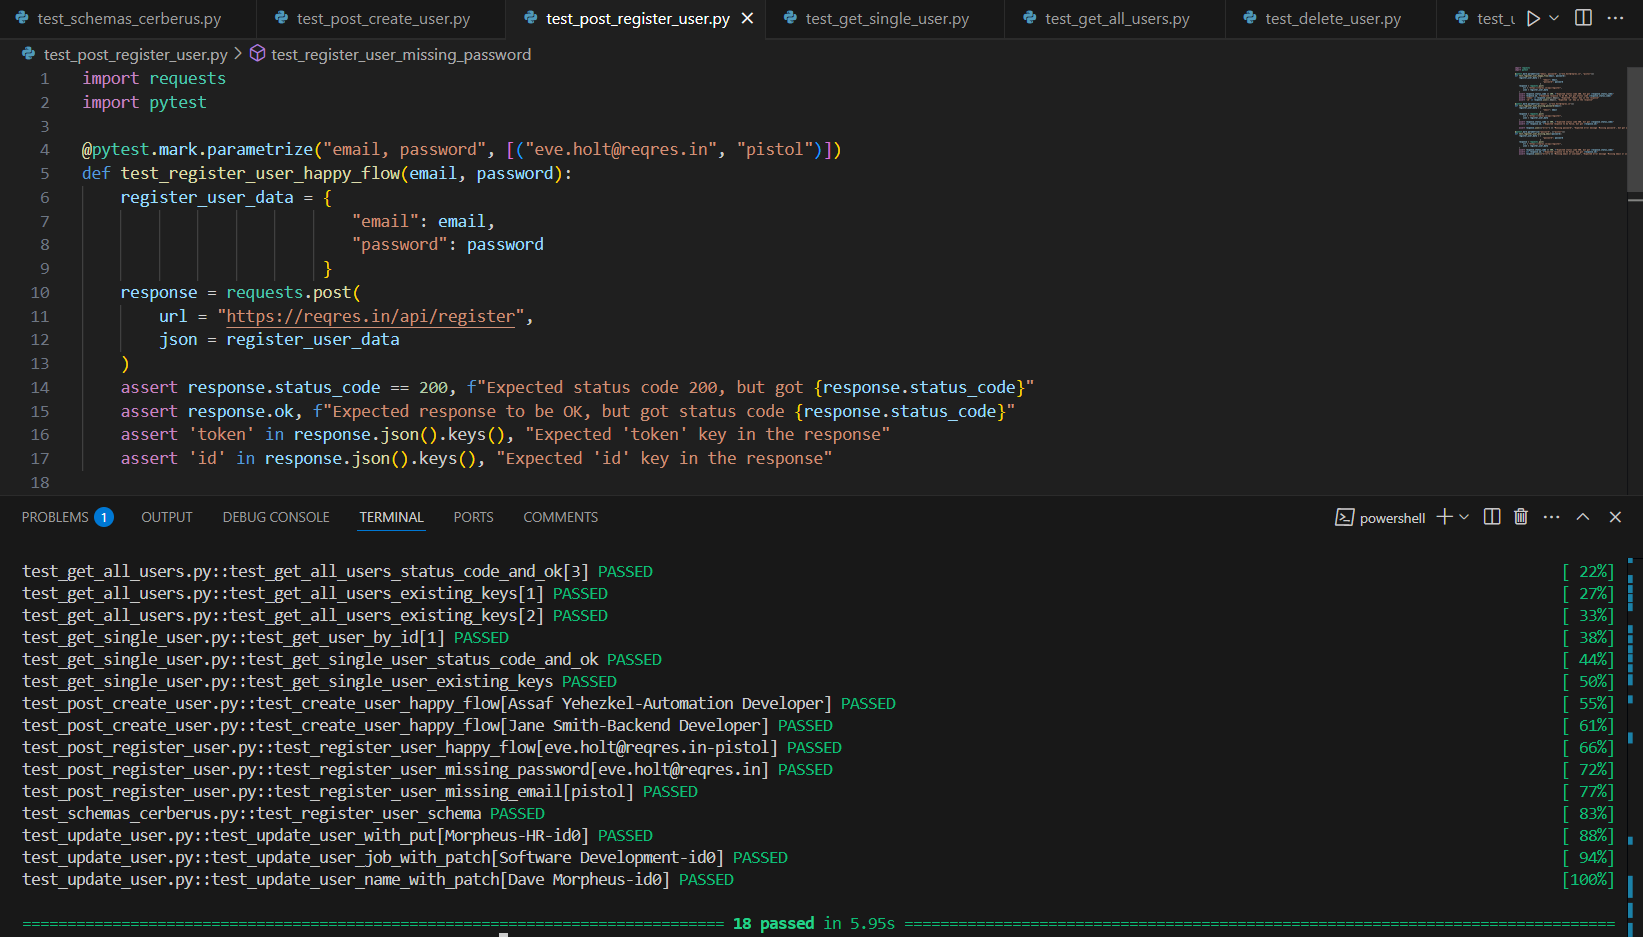 test_schemas_cerberus.py test_post_create_user.py test_post_register_user.py test_get_single_user.py test_get_all_users.py test_delete_user.py test_u
test_post_register_user.py > test_register_user_missing_password
1 import requests
2 import pytest
3
4 @pytest.mark.parametrize("email, password", [("eve.holt@reqres.in", "pistol")])
5 def test_register_user_happy_flow(email, password):
6 register_user_data = {
7 "email": email,
8 "password": password
9 }
10 response = requests.post(
11 url = "https://reqres.in/api/register",
12 json = register_user_data
13 )
14 assert response.status_code == 200, f"Expected status code 200, but got {response.status_code}"
15 assert response.ok, f"Expected response to be OK, but got status code {response.status_code}"
16 assert 'token' in response.json().keys(), "Expected 'token' key in the response"
17 assert 'id' in response.json().keys(), "Expected 'id' key in the response"
18
PROBLEMS 1 OUTPUT DEBUG CONSOLE TERMINAL PORTS COMMENTS powershell
test_get_all_users.py::test_get_all_users_status_code_and_ok[3] PASSED [ 22%]
test_get_all_users.py::test_get_all_users_existing_keys[1] PASSED [ 27%]
test_get_all_users.py::test_get_all_users_existing_keys[2] PASSED [ 33%]
test_get_single_user.py::test_get_user_by_id[1] PASSED [ 38%]
test_get_single_user.py::test_get_single_user_status_code_and_ok PASSED [ 44%]
test_get_single_user.py::test_get_single_user_existing_keys PASSED [ 50%]
test_post_create_user.py::test_create_user_happy_flow[Assaf Yehezkel-Automation Developer] PASSED [ 55%]
test_post_create_user.py::test_create_user_happy_flow[Jane Smith-Backend Developer] PASSED [ 61%]
test_post_register_user.py::test_register_user_happy_flow[eve.holt@reqres.in-pistol] PASSED [ 66%]
test_post_register_user.py::test_register_user_missing_password[eve.holt@reqres.in] PASSED [ 72%]
test_post_register_user.py::test_register_user_missing_email[pistol] PASSED [ 77%]
test_schemas_cerberus.py::test_register_user_schema PASSED [ 83%]
test_update_user.py::test_update_user_with_put[Morpheus-HR-id0] PASSED [ 88%]
test_update_user.py::test_update_user_job_with_patch[Software Development-id0] PASSED [ 94%]
test_update_user.py::test_update_user_name_with_patch[Dave Morpheus-id0] PASSED [100%]
18 passed in 5.95s